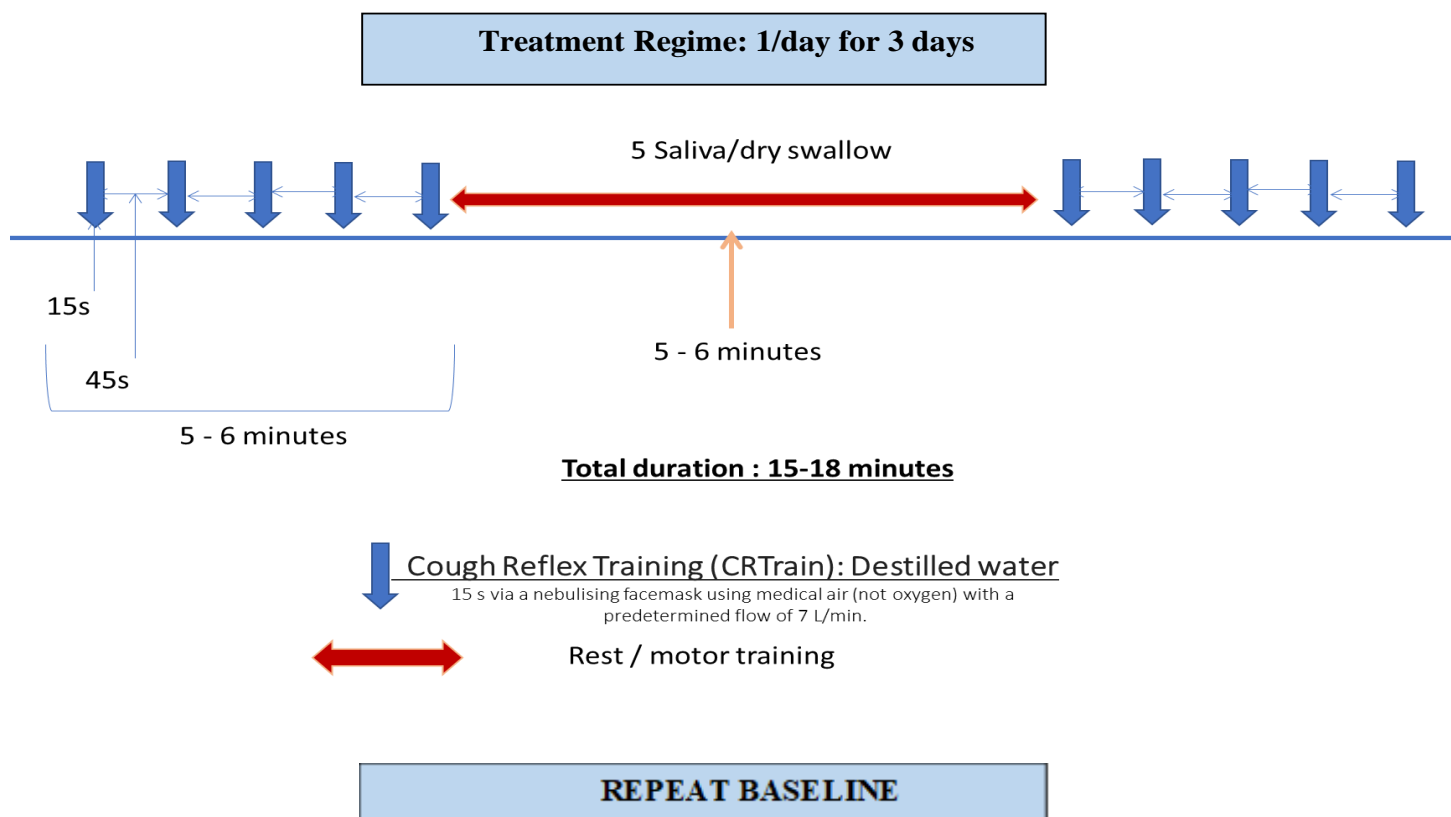 Treatment Regime: 1/day for 3 days
5 Saliva/dry swallow
15s
45s
5 - 6 minutes
5 - 6 minutes
Total duration : 15-18 minutes
Cough Reflex Training (CRTrain): Destilled water
15 s via a nebulising facemask using medical air (not oxygen) with a
predetermined flow of 7 L/min.
Rest / motor training
REPEAT BASELINE